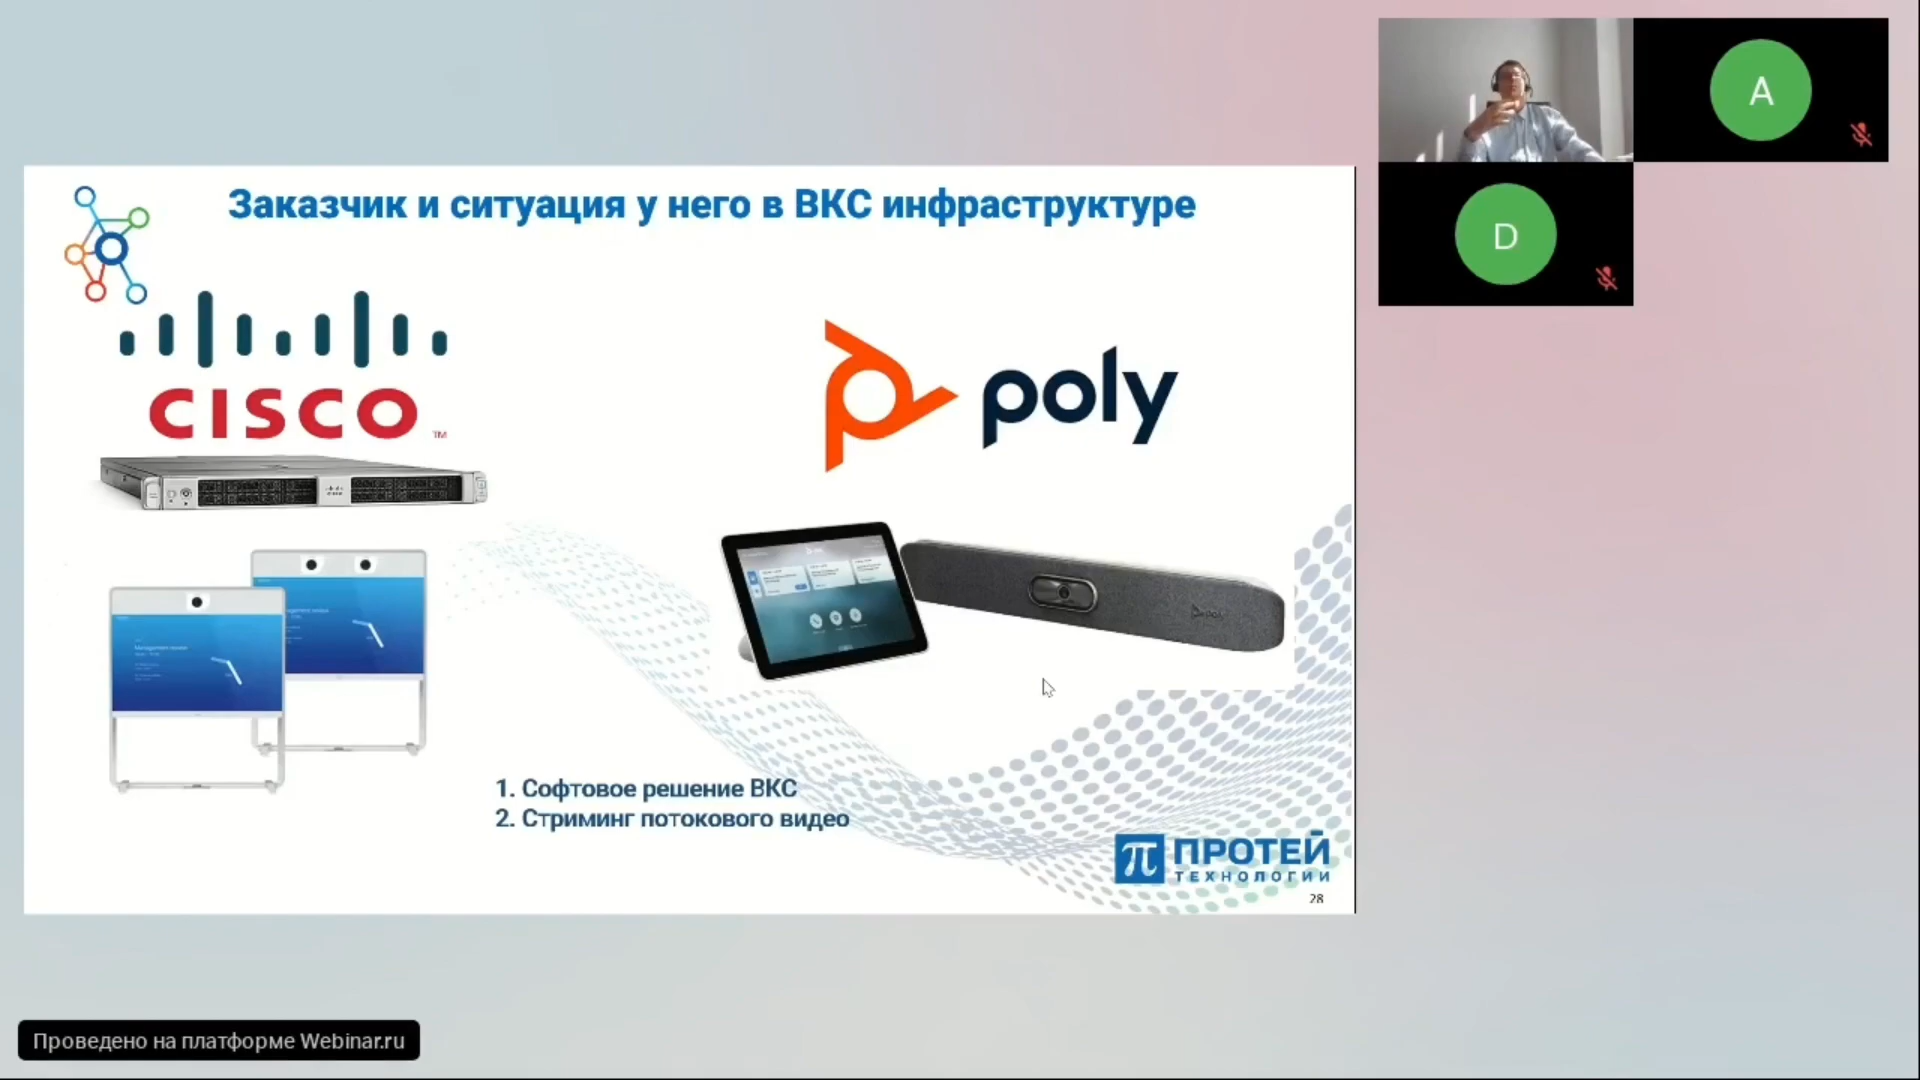 Заказчик и ситуация у него в ВКС инфраструктуре
CISCO
TM
poly
1. Софтовое решение ВКС
2. Стриминг потокового видео
π ПРОТЕЙ
ТЕХНОЛОГИИ
28
A
D
Проведено на платформе Webinar.ru